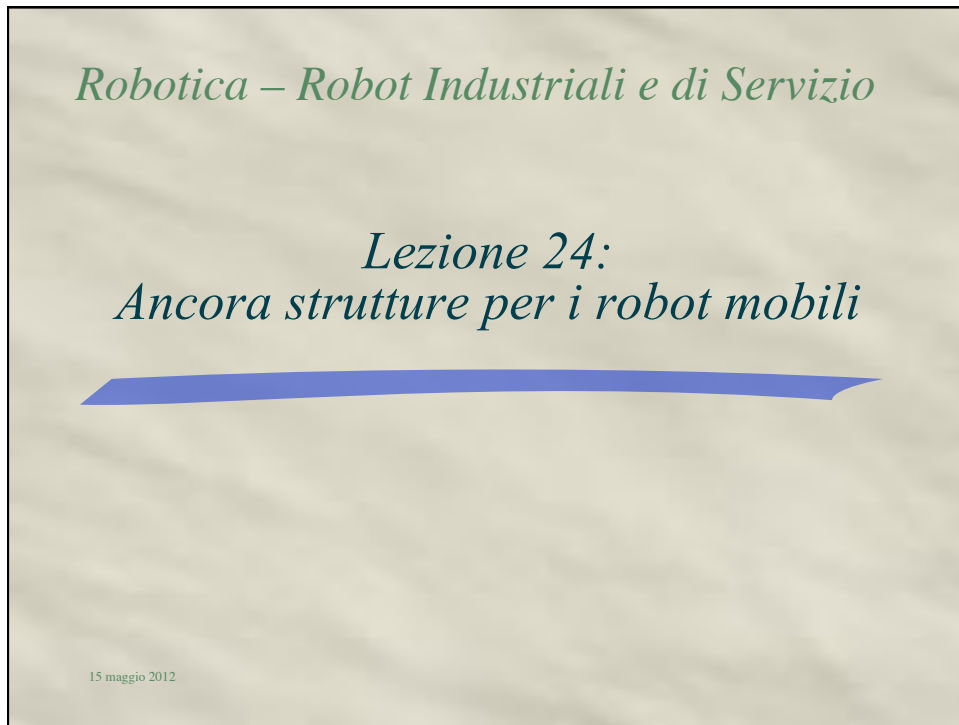 Robotica – Robot Industriali e di Servizio
Lezione 24:
Ancora strutture per i robot mobili
15 maggio 2012